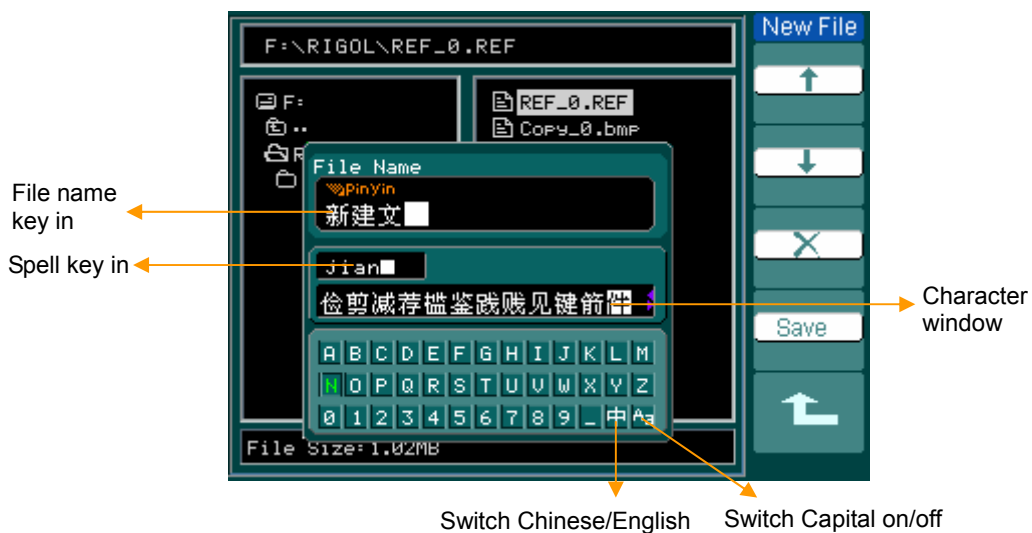 New File
F:\RIGOL\REF_0.REF
F:
REF_0.REF
..
Copy_0.bmp
R
File Name
PinYin
新建文
File name
key in
Spell key in
jian
俭剪减荐槛鉴践贱见键箭件
Character
window
Save
A B C D E F G H I J K L M
N O P Q R S T U V W X Y Z
0 1 2 3 4 5 6 7 8 9 _ 中 Aa
File Size:1.02MB
Switch Chinese/English
Switch Capital on/off